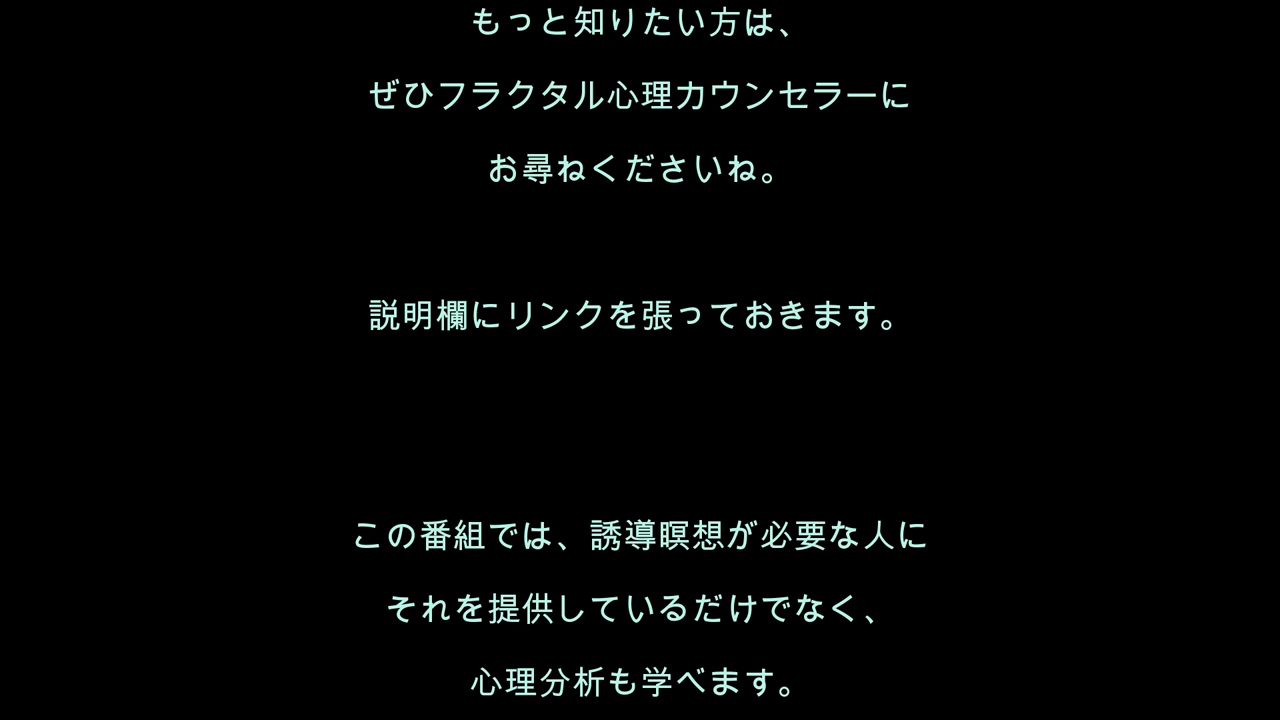 もっと知りたい方は、
ぜひフラクタル心理カウンセラーに
お尋ねくださいね。
説明欄にリンクを張っておきます。
この番組では、誘導瞑想が必要な人に
それを提供しているだけでなく、
心理分析も学べます。